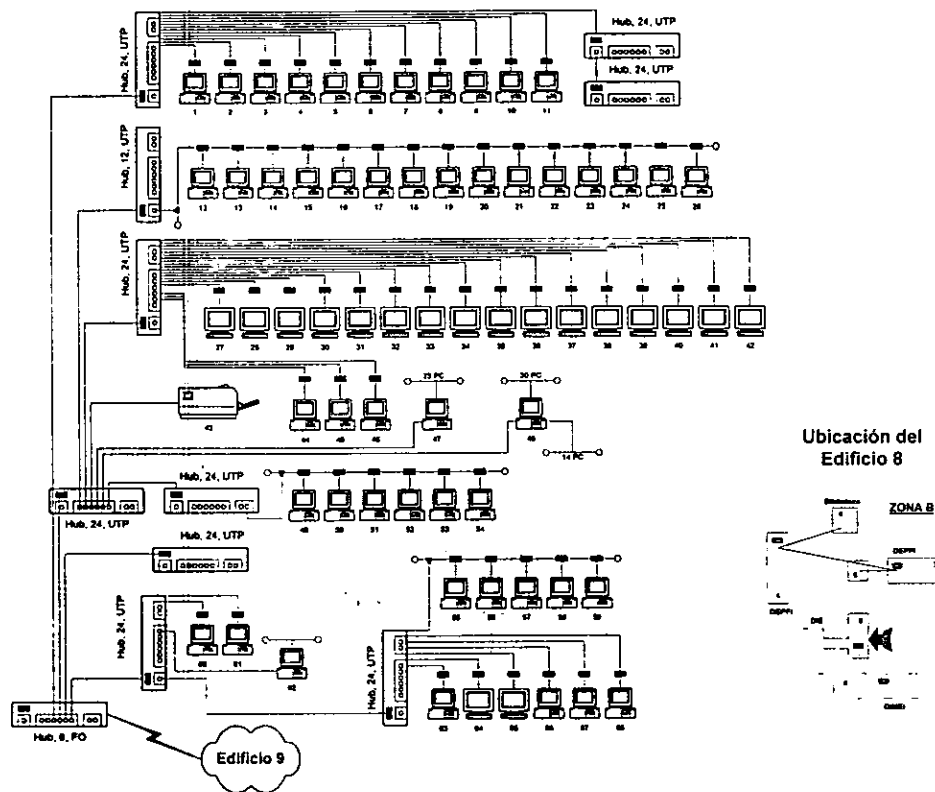 Hub, 24, UTP
Hub, 24, UTP
Hub, 24, UTP
1 2 3 4 5 6 7 8 9 10 11
Hub, 12, UTP
12 13 14 15 16 17 18 19 20 21 22 23 24 25 26
Hub, 24, UTP
27 28 29 30 31 32 33 34 35 36 37 38 39 40 41 42
23 PC
30 PC
43 44 45 46 47 48
14 PC
Ubicación del
Edificio 8
Hub, 24, UTP
Hub, 24, UTP
49 50 51 52 53 54
ZONA B
DEPFI
Hub, 24, UTP
Hub, 24, UTP
60 61
62
55 56 57 58 59
Hub, 24, UTP
63 64 65 66 67 68
DIE
8
Hub, 6, FO
Edificio 9